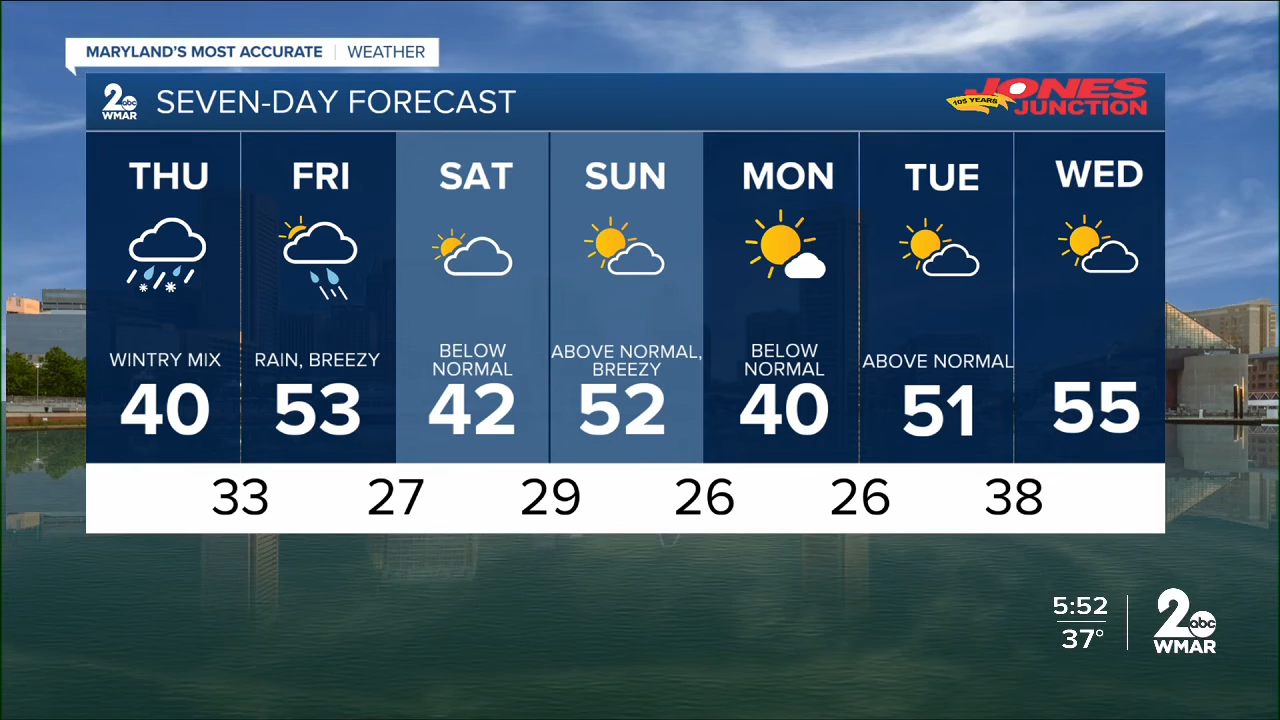 MARYLAND'S MOST ACCURATE | WEATHER
2 abc
WMAR
SEVEN-DAY FORECAST
105 YEARS
JONES
JUNCTION
THU FRI SAT SUN MON TUE WED
WINTRY MIX
RAIN, BREEZY
BELOW
NORMAL
ABOVE NORMAL,
BREEZY
BELOW
NORMAL
ABOVE NORMAL
40 53 42 52 40 51 55
33 27 29 26 26 38
5:52
37°
2 abc
WMAR